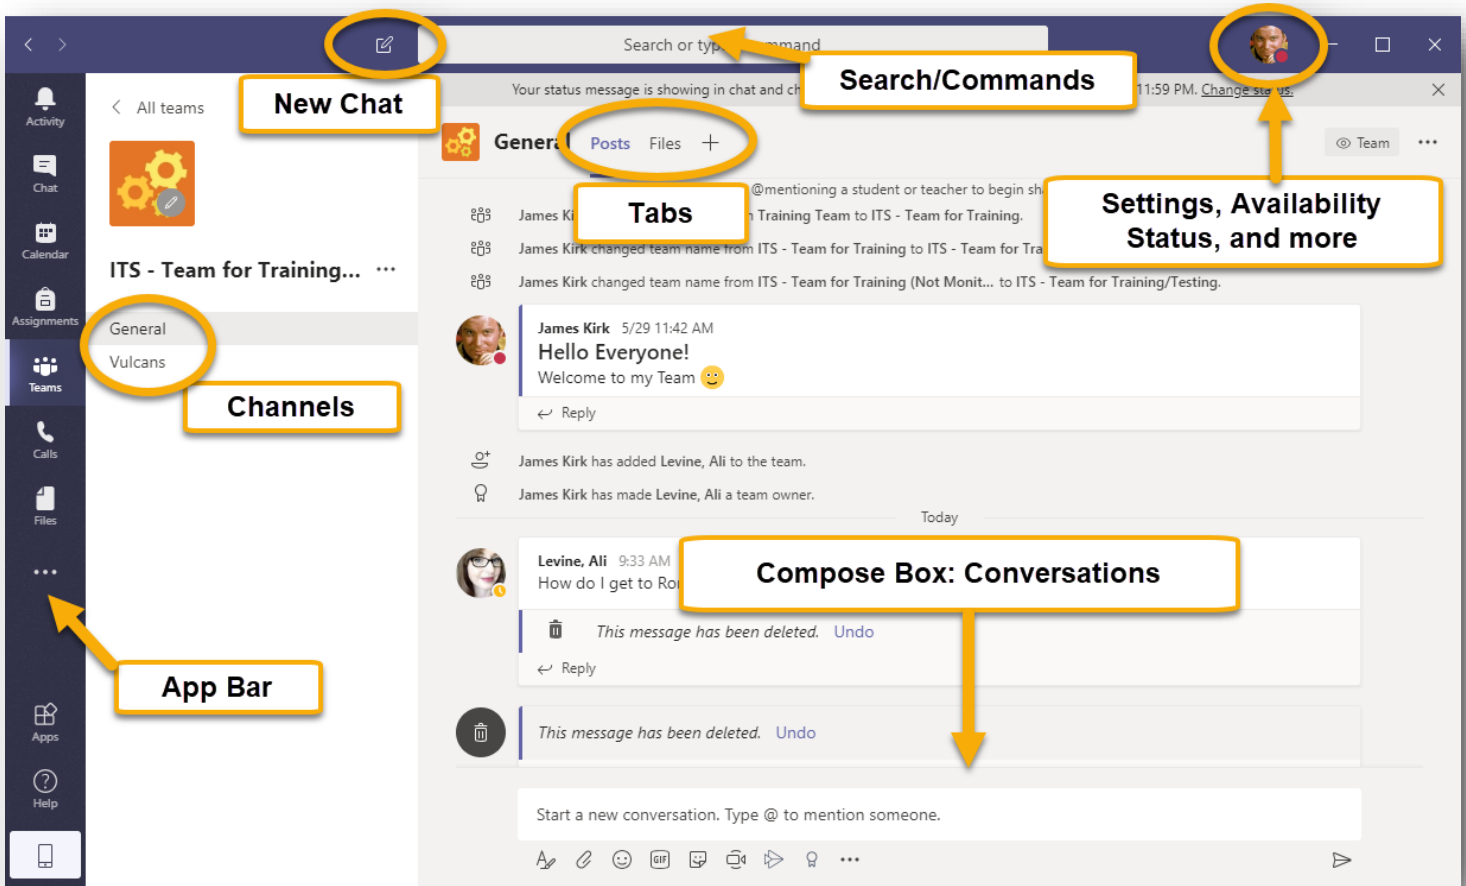 Search or typ mmand
New Chat
Search/Commands
Your status message is showing in chat and ch
11:59 PM. Change status.
Activity
All teams
General
Posts
Files
Team
Chat
Tabs
@mentioning a student or teacher to begin sh
Settings, Availability
Status, and more
James Ki
Training Team to ITS - Team for Training.
Calendar
James Kirk changed team name from ITS - Team for Training to ITS - Team for Tra
ITS - Team for Training...
James Kirk changed team name from ITS - Team for Training (Not Monit... to ITS - Team for Training/Testing.
Assignments
General
Vulcans
Channels
James Kirk 5/29 11:42 AM
Hello Everyone!
Welcome to my Team
Reply
Teams
Calls
James Kirk has added Levine, Ali to the team.
James Kirk has made Levine, Ali a team owner.
Files
Today
Levine, Ali 9:33 AM
How do I get to Ro
Compose Box: Conversations
This message has been deleted. Undo
Reply
App Bar
This message has been deleted. Undo
Apps
Help
Start a new conversation. Type @ to mention someone.
GIF